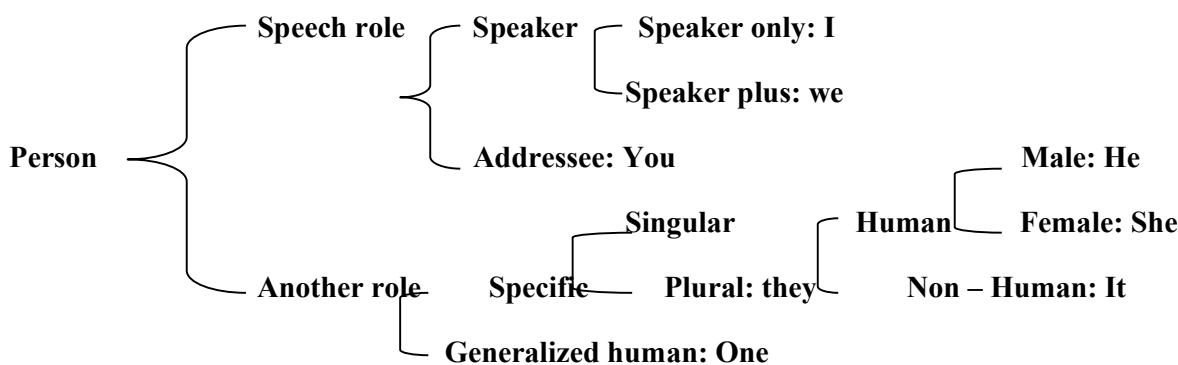 Speech role Speaker Speaker only: I
Speaker plus: we
Person Addressee: You Male: He
Singular Human Female: She
Another role Specific Plural: they Non – Human: It
Generalized human: One